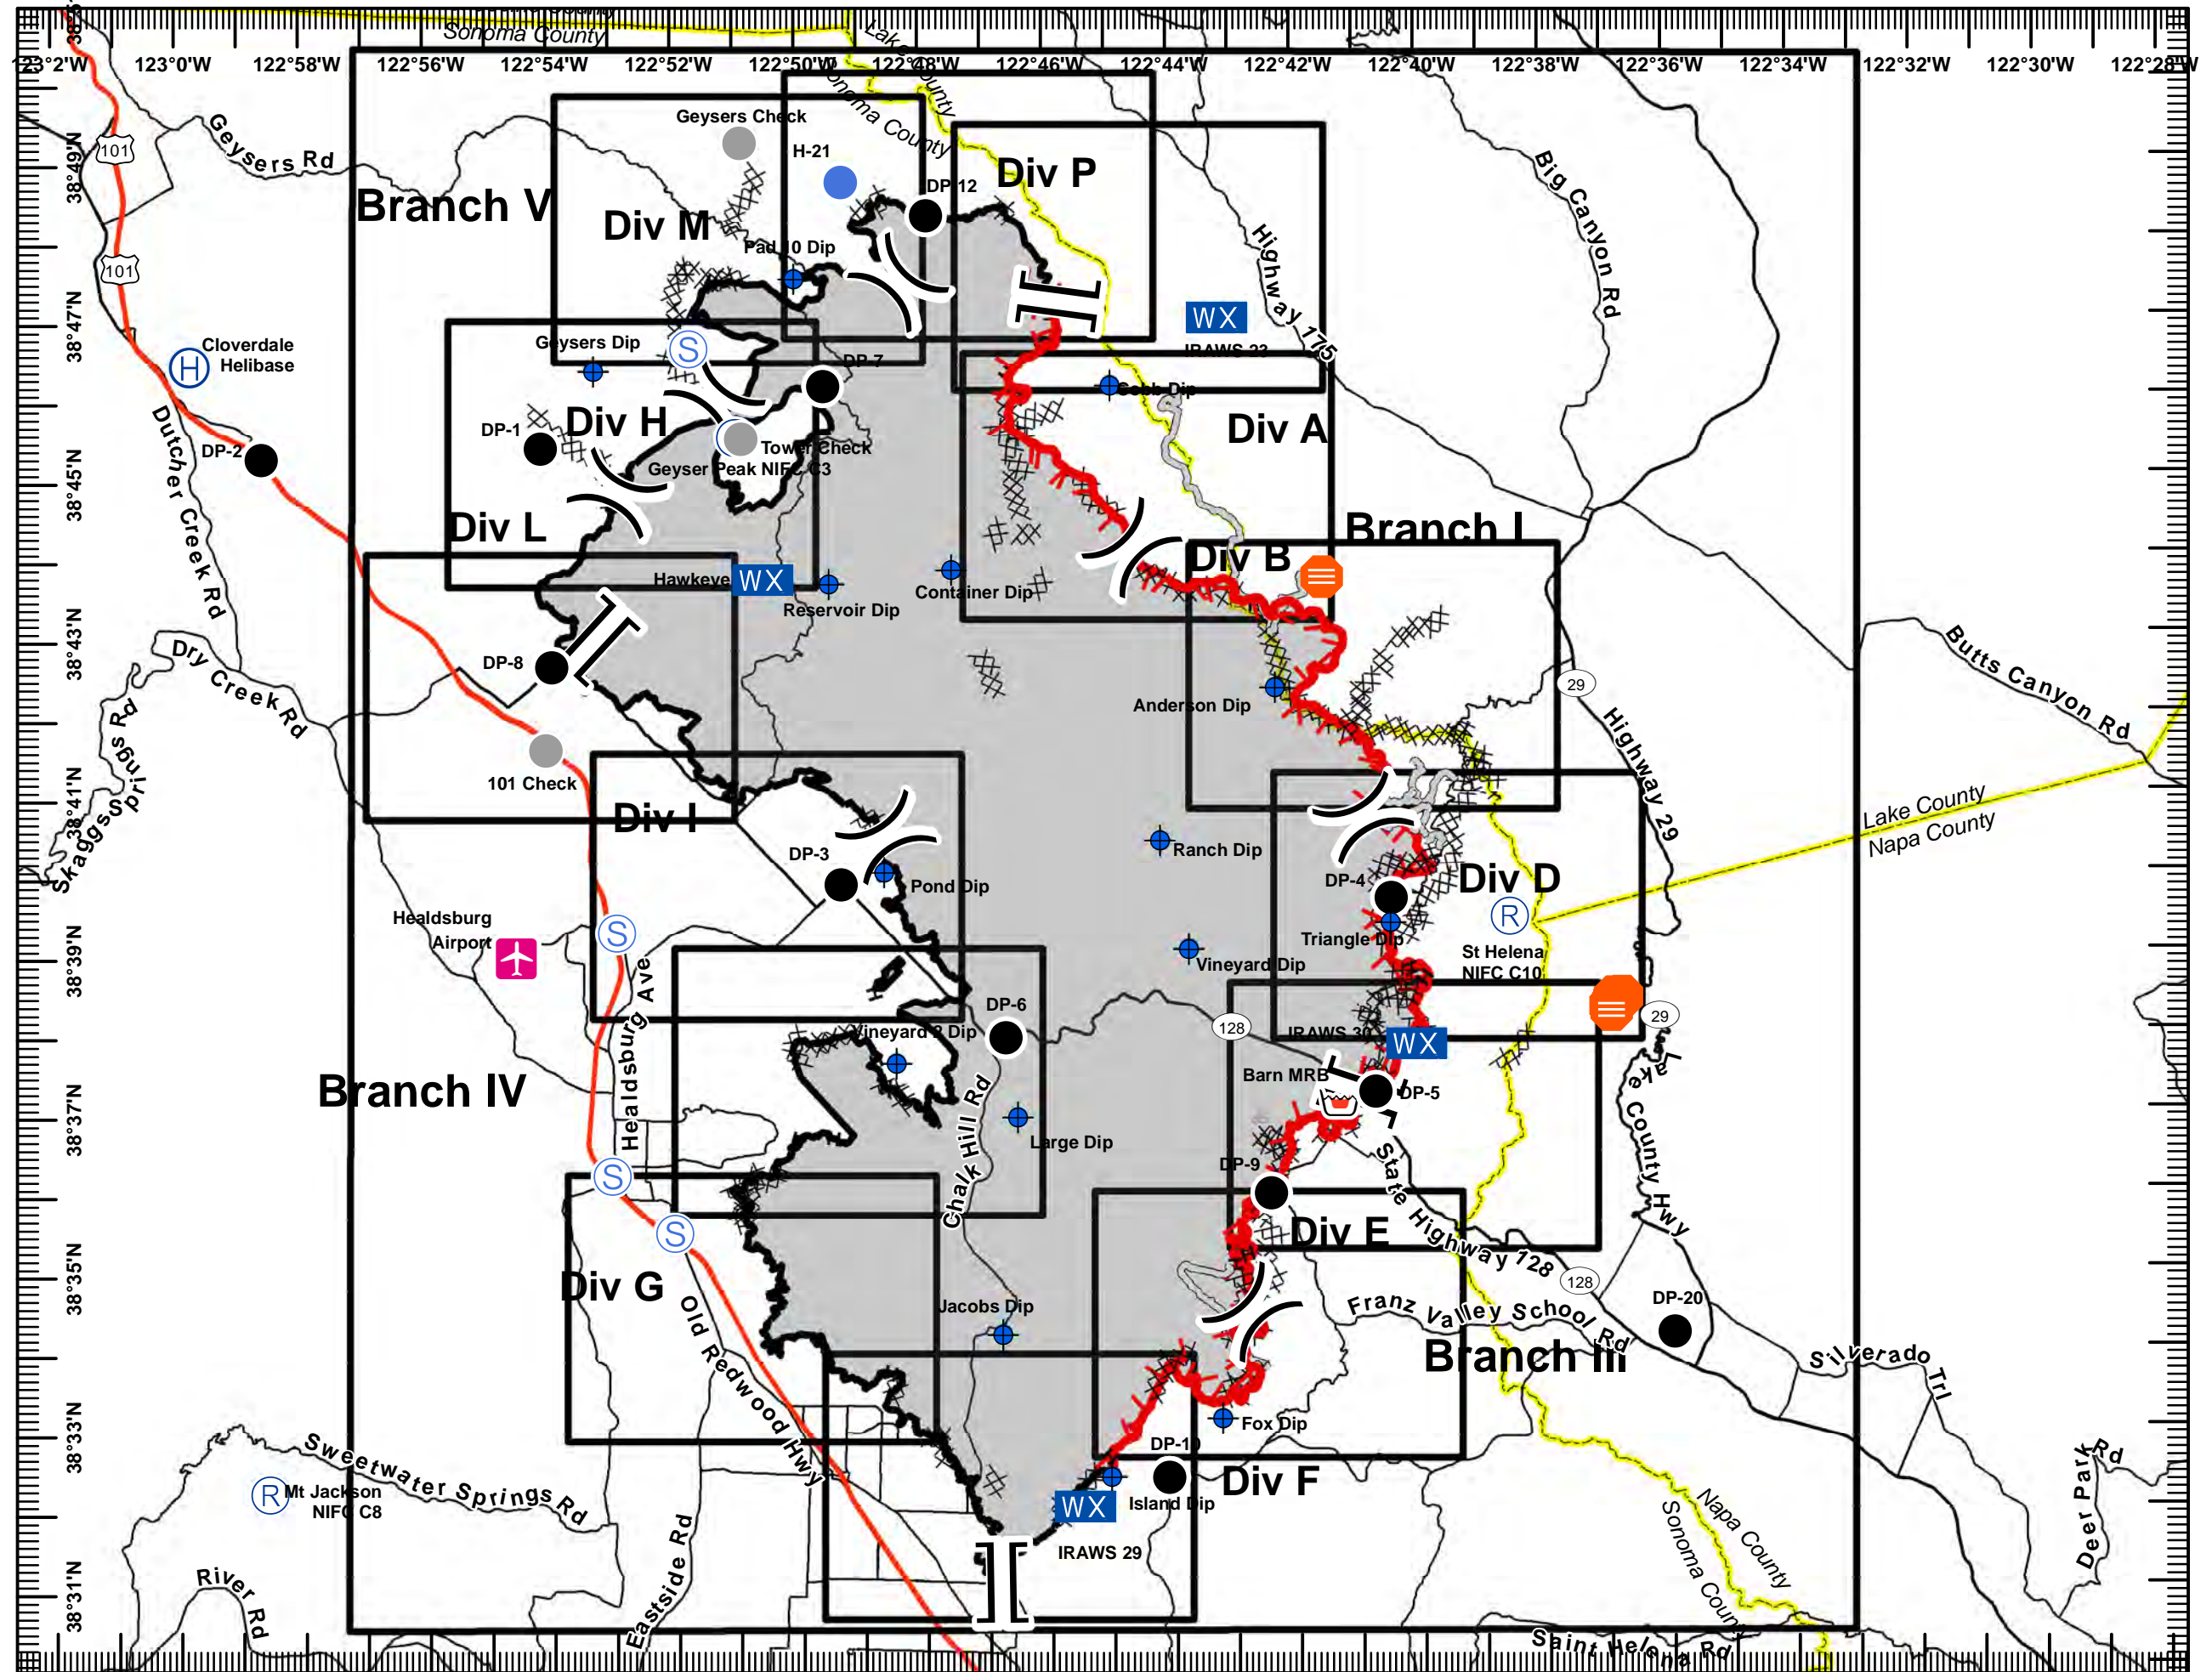 Sonoma County
Lake County
Sonoma County
123°2'W
123°0'W
122°58'W
122°56'W
122°54'W
122°52'W
122°50'W
122°48'W
122°46'W
122°44'W
122°42'W
122°40'W
122°38'W
122°36'W
122°34'W
122°32'W
122°30'W
122°28'W
38°49'N
38°47'N
38°45'N
38°43'N
38°41'N
38°39'N
38°37'N
38°35'N
38°33'N
38°31'N
Geysers Rd
101
101
Geysers Check
H-21
DP-12
Div P
Big Canyon Rd
Branch V
Div M
Pad 10 Dip
Highway 175
WX
IRAWS 23
Cloverdale
Helibase
H
Geysers Dip
S
DP-7
Cobb Dip
Dutcher Creek Rd
DP-2
DP-1
Div H
Tower Check
Geyser Peak NIFC C3
Div A
Div L
Branch I
Div B
Hawkeye
WX
Reservoir Dip
Container Dip
Dry Creek Rd
DP-8
Anderson Dip
29
Highway 29
Butts Canyon Rd
Skaggs Springs Rd
101 Check
Div I
Lake County
Napa County
DP-3
Pond Dip
Ranch Dip
DP-4
Div D
R
Healdsburg
Airport
S
Triangle Dip
St Helena
NIFC C10
Vineyard Dip
Healdsburg Ave
DP-6
Vineyard 2 Dip
128
IRAWS 30
WX
29
Lake County Hwy
Branch IV
Barn MRB
DP-5
Large Dip
Chalk Hill Rd
DP-9
State Highway 128
S
S
Div E
Div G
128
DP-20
Jacobs Dip
Franz Valley School Rd
Branch III
Silverado Trl
Old Redwood Hwy
Fox Dip
DP-10
Div F
Sweetwater Springs Rd
R
Mt Jackson
NIFC C8
WX
Island Dip
IRAWS 29
Napa County
Sonoma County
Deer Park Rd
River Rd
Eastside Rd
Saint Helena Rd